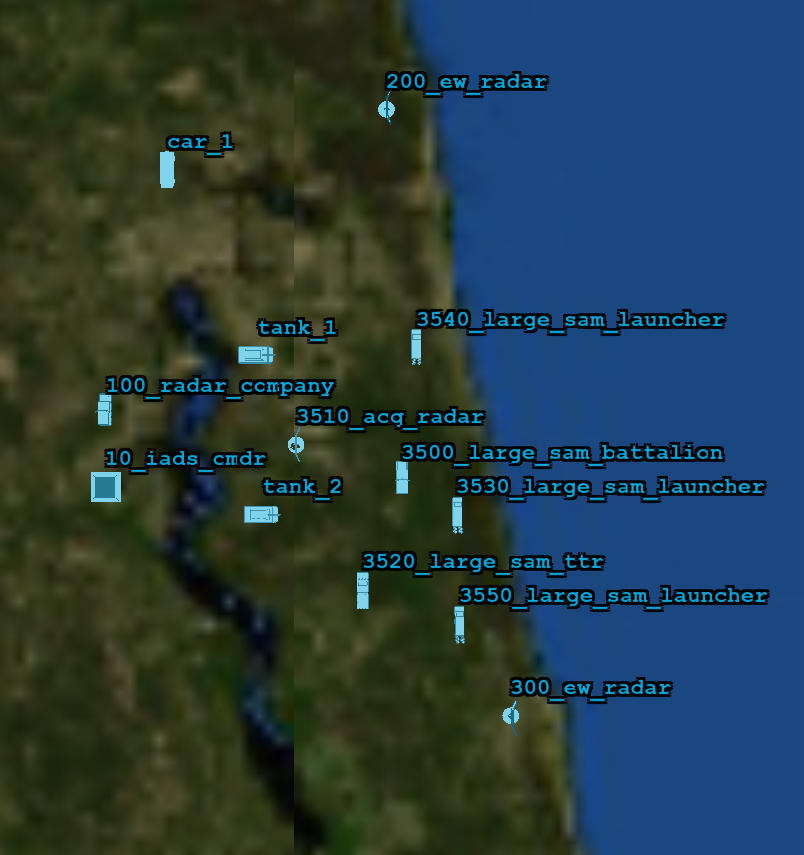 200_ew_radar
car_1
3540_large_sam_launcher
tank_1
100_radar_company
3510_acq_radar
3500_large_sam_battalion
10_iads_cmdr
tank_2
3530_large_sam_launcher
3520_large_sam_ttr
3550_large_sam_launcher
300_ew_radar